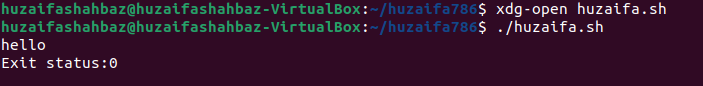 huzaifashahbaz@huzaifashahbaz-VirtualBox:~/huzaifa786$ xdg-open huzaifa.sh
huzaifashahbaz@huzaifashahbaz-VirtualBox:~/huzaifa786$ ./huzaifa.sh
hello
Exit status:0